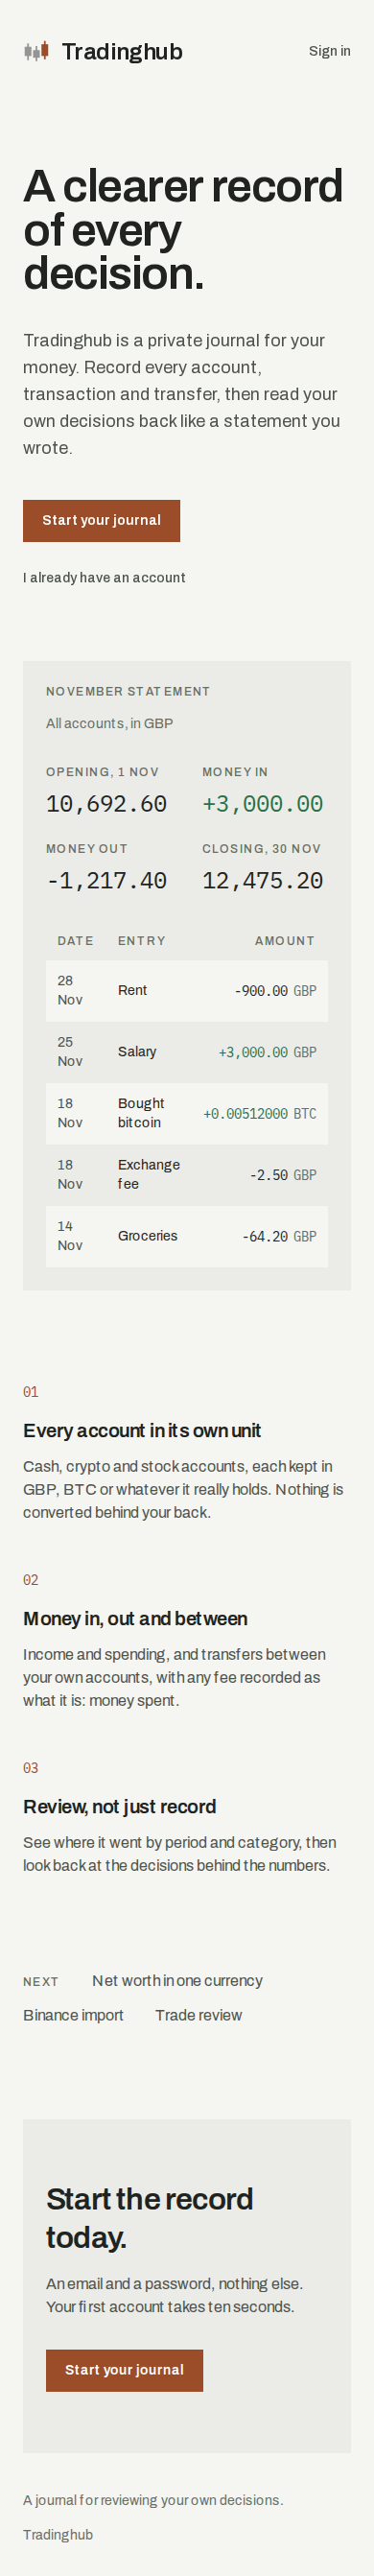 Tradinghub
Sign in
A clearer record
of every
decision.
Tradinghub is a private journal for your
money. Record every account,
transaction and transfer, then read your
own decisions back like a statement you
wrote.
Start your journal
I already have an account
NOVEMBER STATEMENT
All accounts, in GBP
OPENING, 1 NOV
10,692.60
MONEY IN
+3,000.00
MONEY OUT
-1,217.40
CLOSING, 30 NOV
12,475.20
DATE ENTRY AMOUNT
28 Nov Rent -900.00 GBP
25 Nov Salary +3,000.00 GBP
18 Nov Bought bitcoin +0.00512000 BTC
18 Nov Exchange fee -2.50 GBP
14 Nov Groceries -64.20 GBP
01
Every account in its own unit
Cash, crypto and stock accounts, each kept in
GBP, BTC or whatever it really holds. Nothing is
converted behind your back.
02
Money in, out and between
Income and spending, and transfers between
your own accounts, with any fee recorded as
what it is: money spent.
03
Review, not just record
See where it went by period and category, then
look back at the decisions behind the numbers.
NEXT Net worth in one currency
Binance import Trade review
Start the record
today.
An email and a password, nothing else.
Your first account takes ten seconds.
Start your journal
A journal for reviewing your own decisions.
Tradinghub